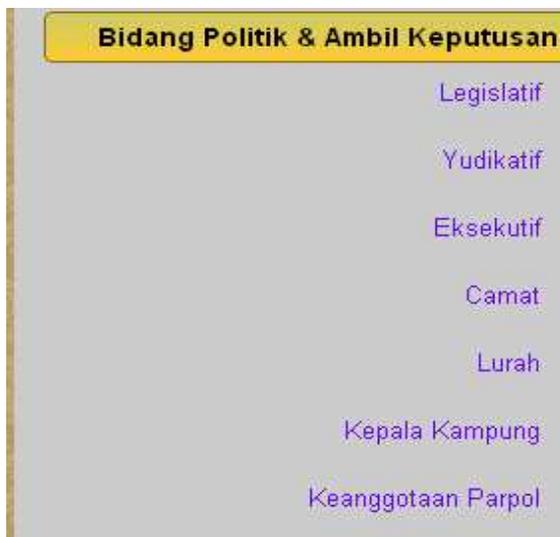 Bidang Politik & Ambil Keputusan
Legislatif
Yudikatif
Eksekutif
Camat
Lurah
Kepala Kampung
Keanggotaan Parpol